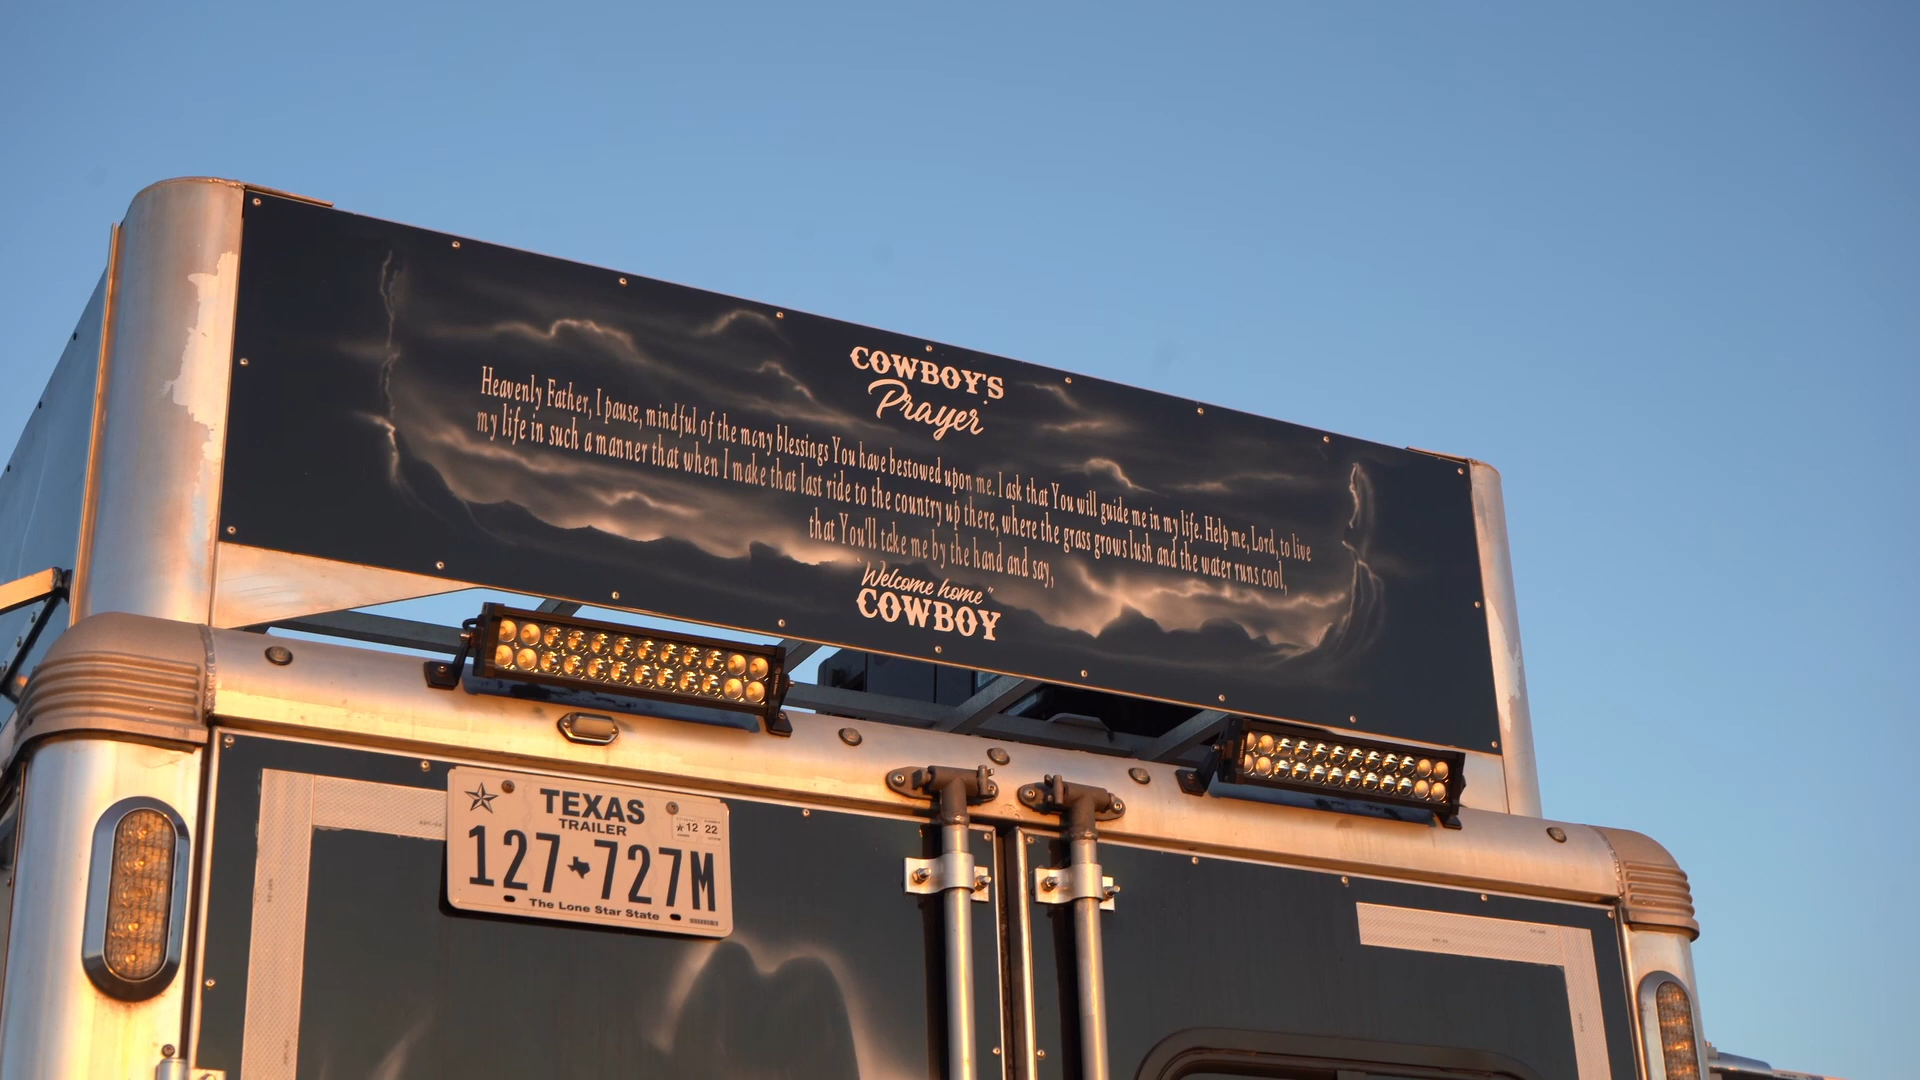 COWBOY'S
Prayer
Heavenly Father, I pause, mindful of the mcny blessings You have bestowed upon me. I ask that You will guide me in my life. Help me, Lord, to live
my life in such a manner that when I make that last ride to the country up there, where the grass grows lush and the water runs cool,
that You'll take me by the hand and say,
"Welcome home"
COWBOY
TEXAS
TRAILER
12 22
127-727M
The Lone Star State